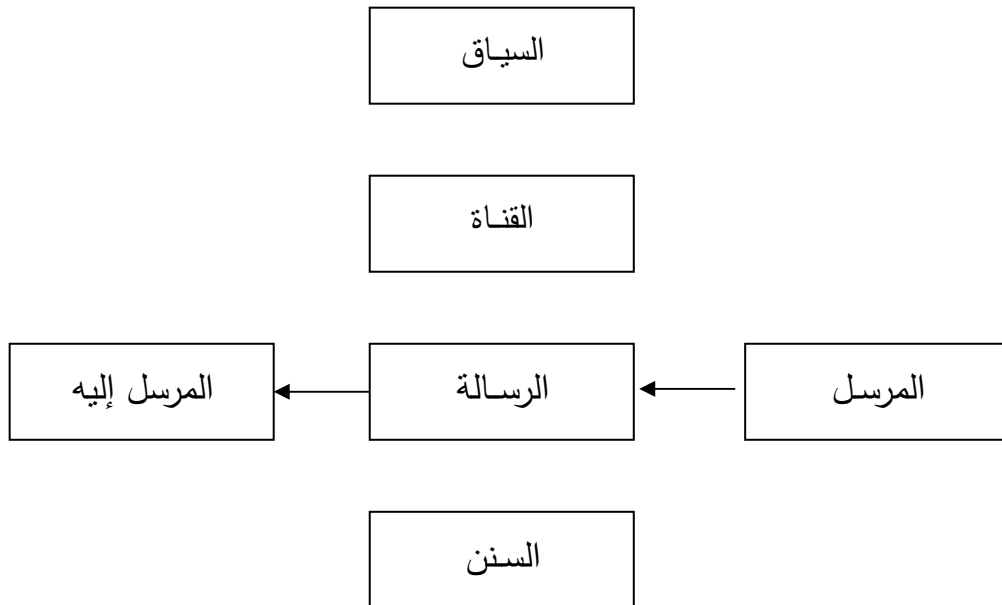 السياق
القناة
المرسل
الرسالة
المرسل إليه
السنن